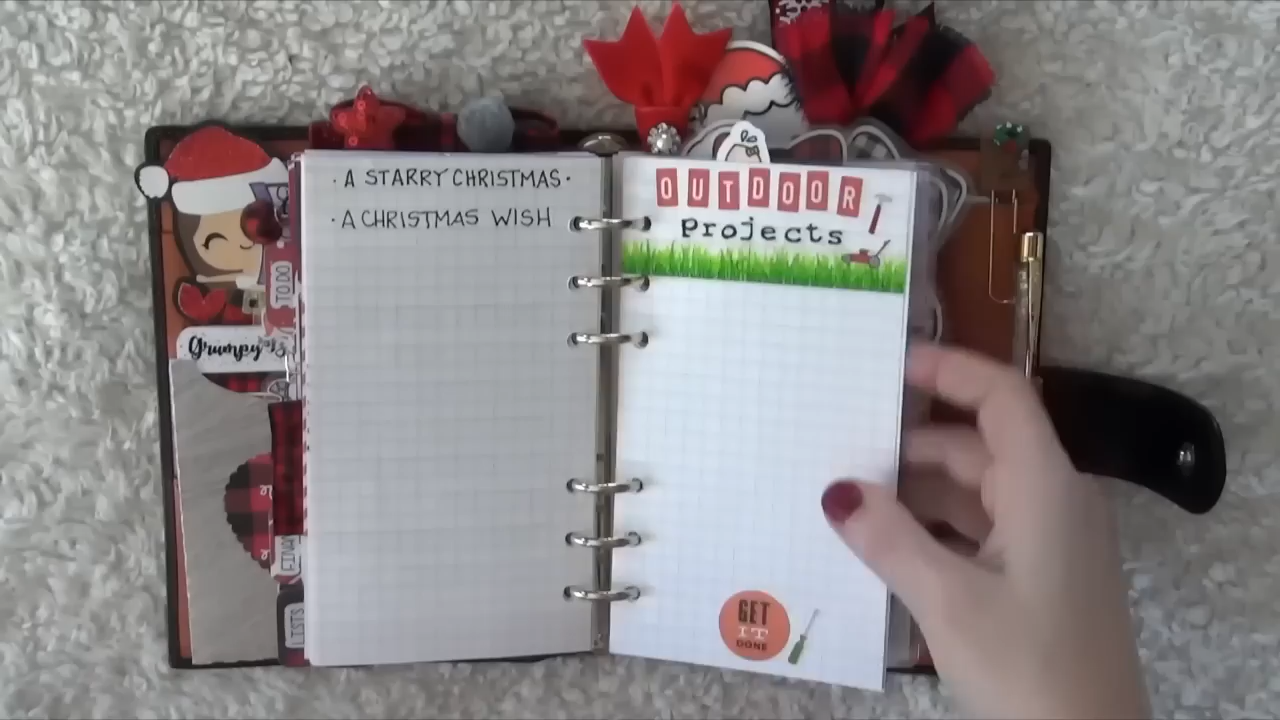 · A STARRY CHRISTMAS ·
· A CHRISTMAS WISH
TO DO
Grumpy
LISTS
OUTDOOR
projects
GET
IT
DONE